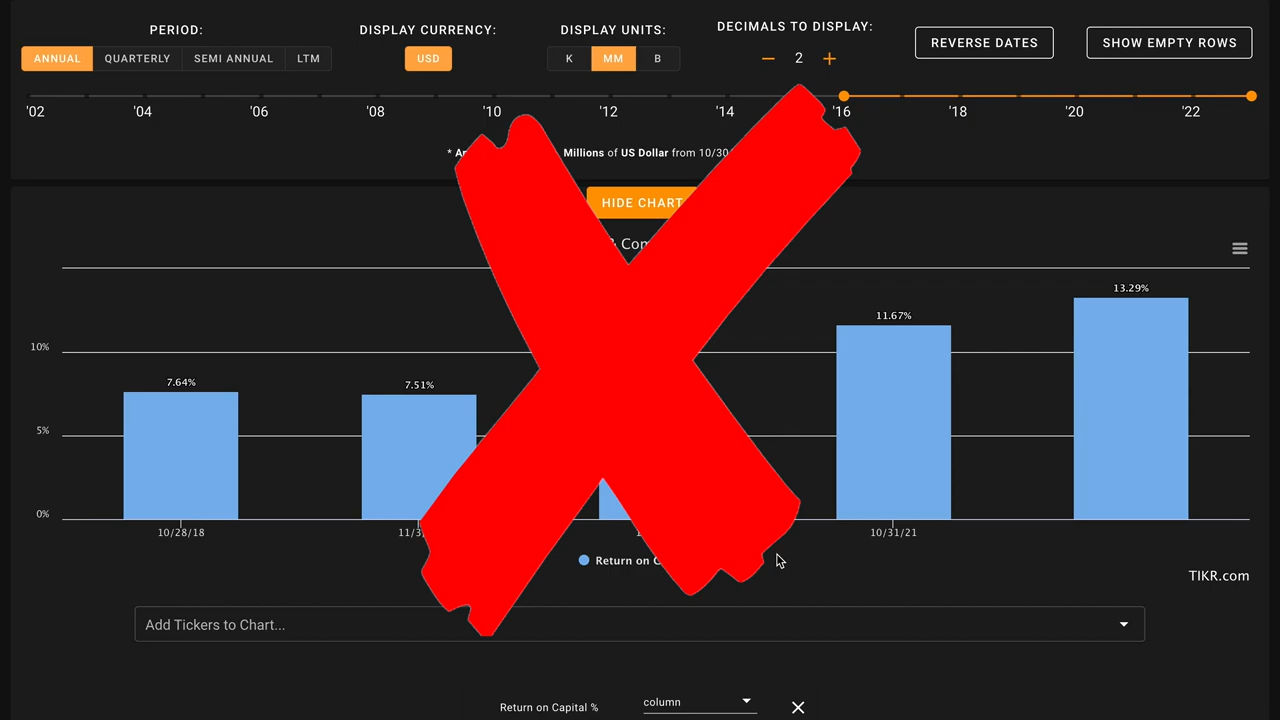 PERIOD:
DISPLAY CURRENCY:
DISPLAY UNITS:
DECIMALS TO DISPLAY:
ANNUAL QUARTERLY SEMI ANNUAL LTM
USD
K MM B
2
REVERSE DATES
SHOW EMPTY ROWS
'02 '04 '06 '08 '10 '12 '14 '16 '18 '20 '22
* Millions of US Dollar from 10/30
HIDE CHART
13.29%
11.67%
10%
7.64%
7.51%
5%
0%
10/28/18
10/31/21
Return on
TIKR.com
Add Tickers to Chart...
Return on Capital %
column